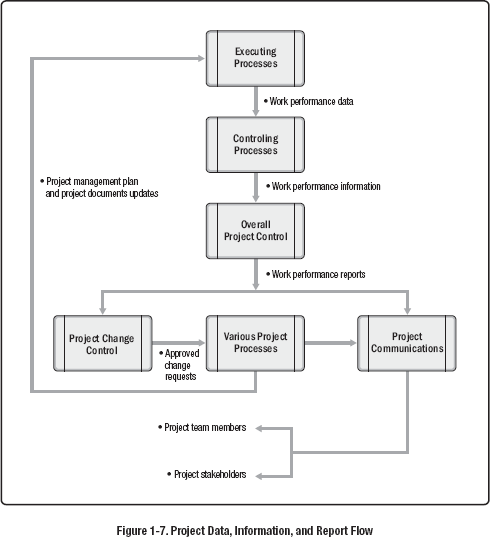 Executing
Processes
• Work performance data
Controling
Processes
• Project management plan
and project documents updates
• Work performance information
Overall
Project Control
• Work performance reports
Project Change
Control
• Approved
change
requests
Various Project
Processes
Project
Communications
• Project team members
• Project stakeholders
Figure 1-7. Project Data, Information, and Report Flow